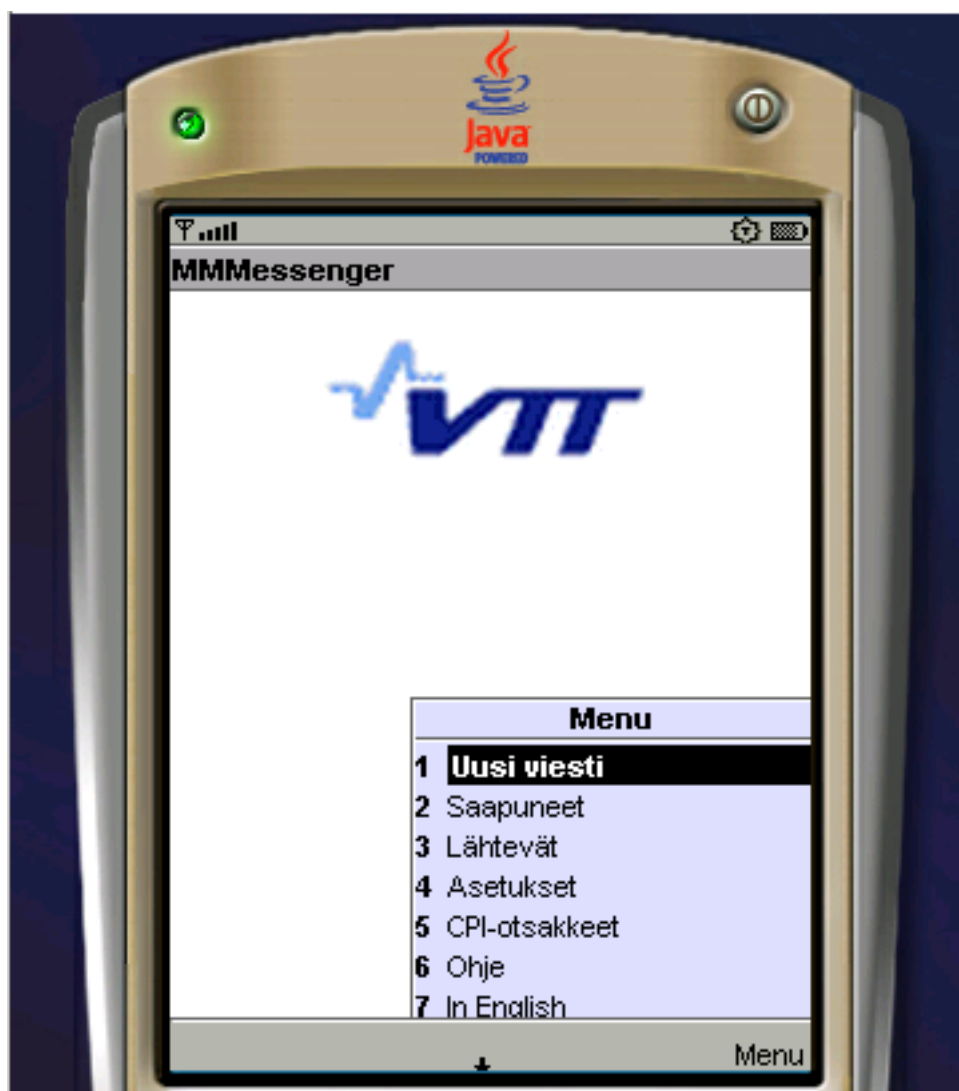 Java
POWERED
MMMessenger
VTT
Menu
1 Uusi viesti
2 Saapuneet
3 Lähtevät
4 Asetukset
5 CPI-otsakkeet
6 Ohje
7 In English
Menu